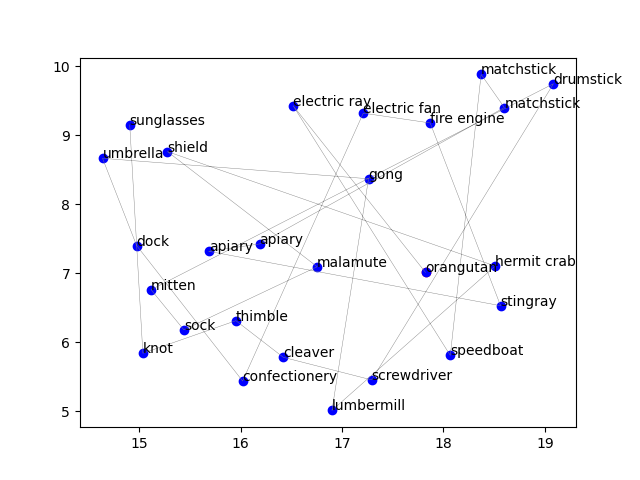 10
matchstick
drumstick
electric ray
electric fan
matchstick
fire engine
sunglasses
9
shield
umbrella
gong
8
dock
apiary
apiary
hermit crab
malamute
orangutan
7
mitten
stingray
thimble
sock
6
knot
cleaver
speedboat
confectionery
screwdriver
lumbermill
5
15
16
17
18
19